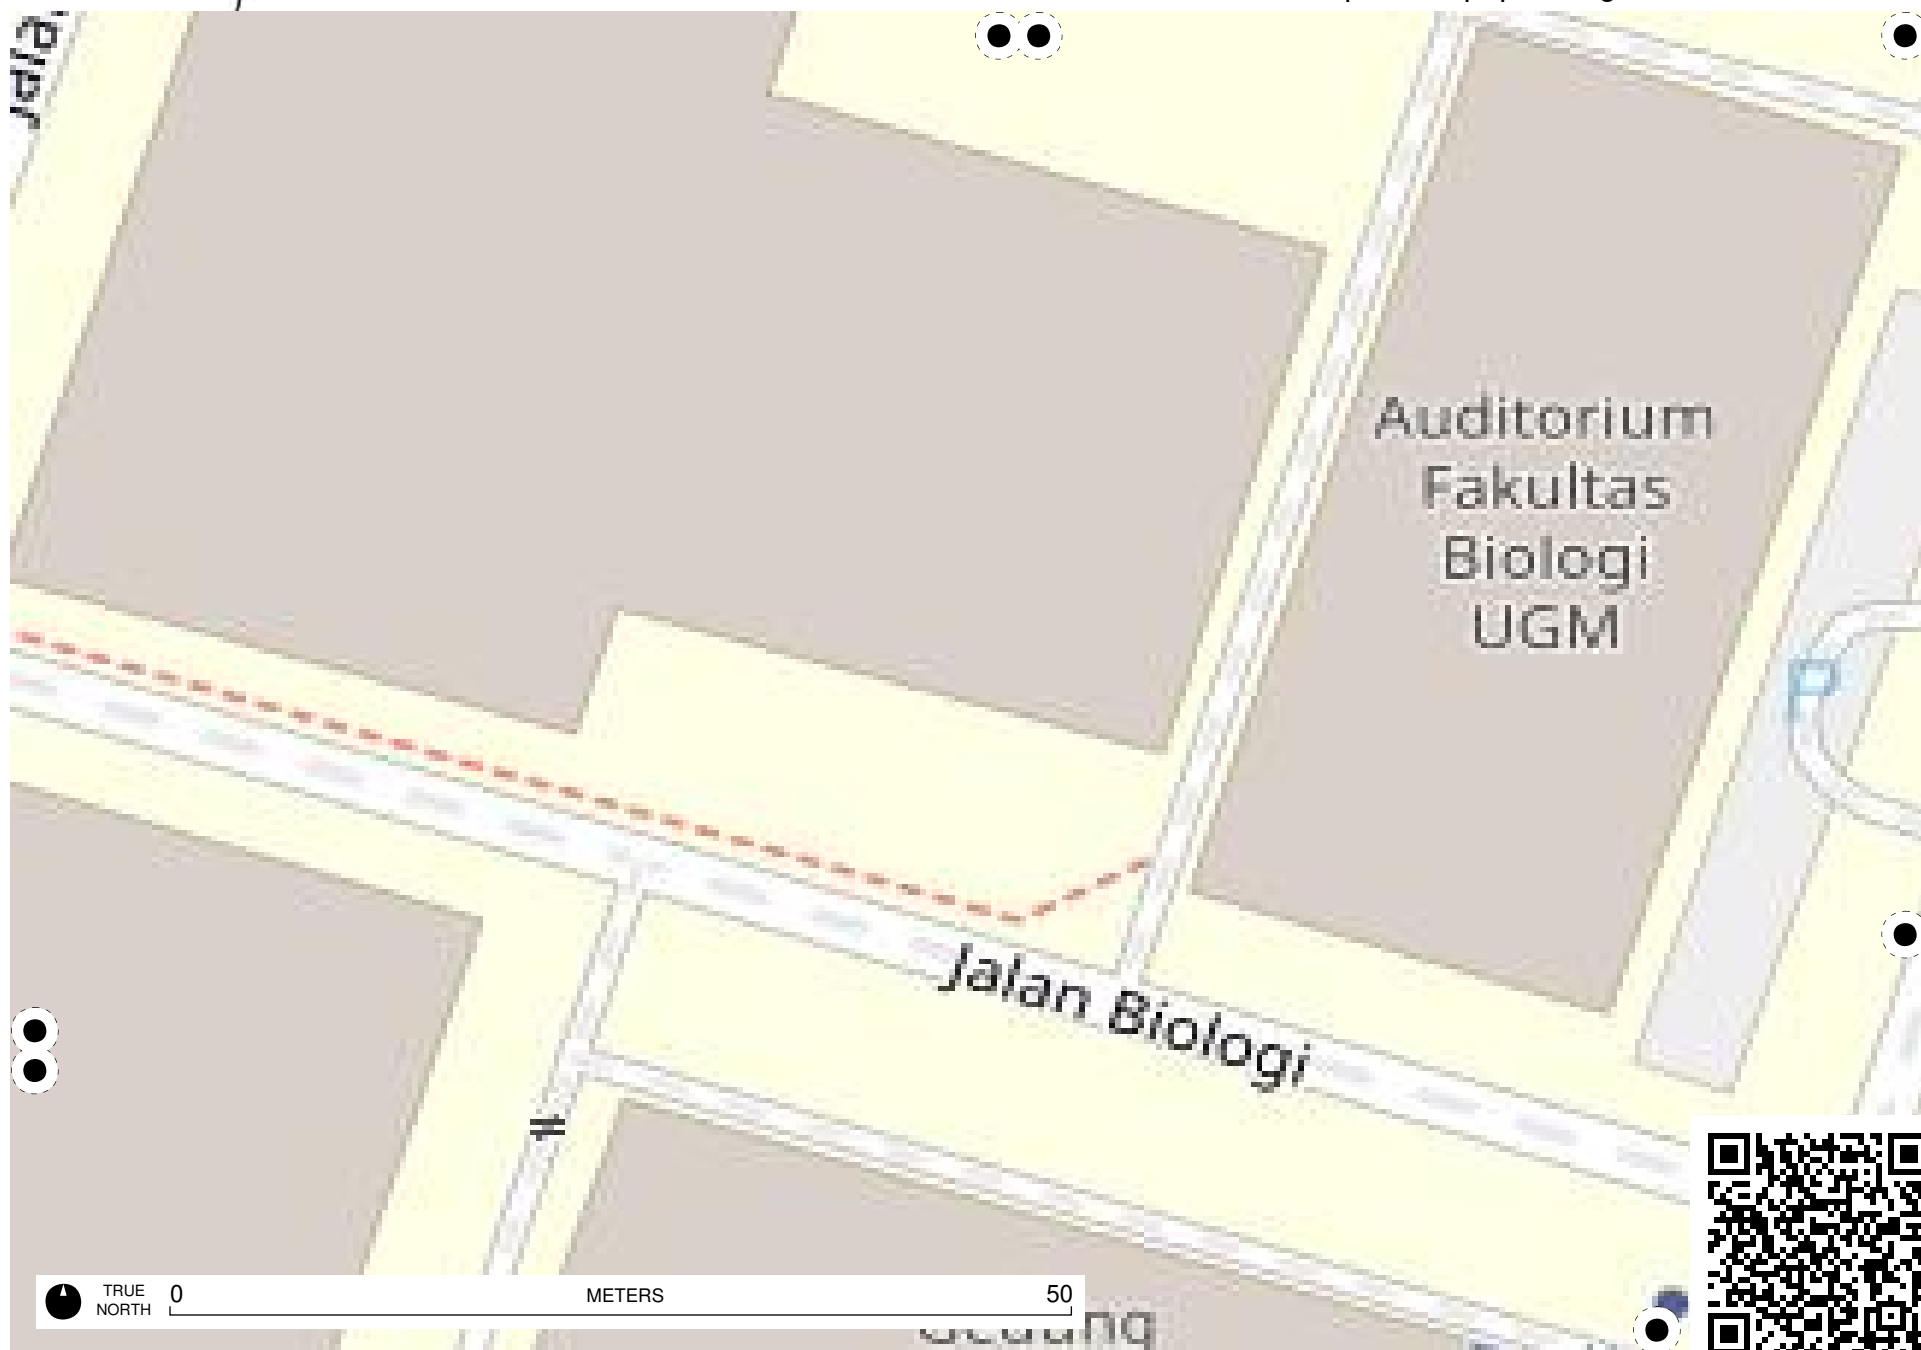 Auditorium
Fakultas
Biologi
UGM
P
Jalan Biologi
TRUE
NORTH
0 METERS 50